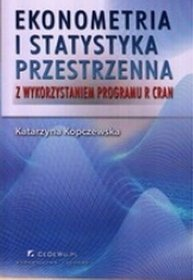 EKONOMETRIA
I STATYSTYKA
PRZESTRZENNA
Z WYKORZYSTANIEM PROGRAMU R CRAN
Katarzyna Kopczewska
CEDEWU.PL